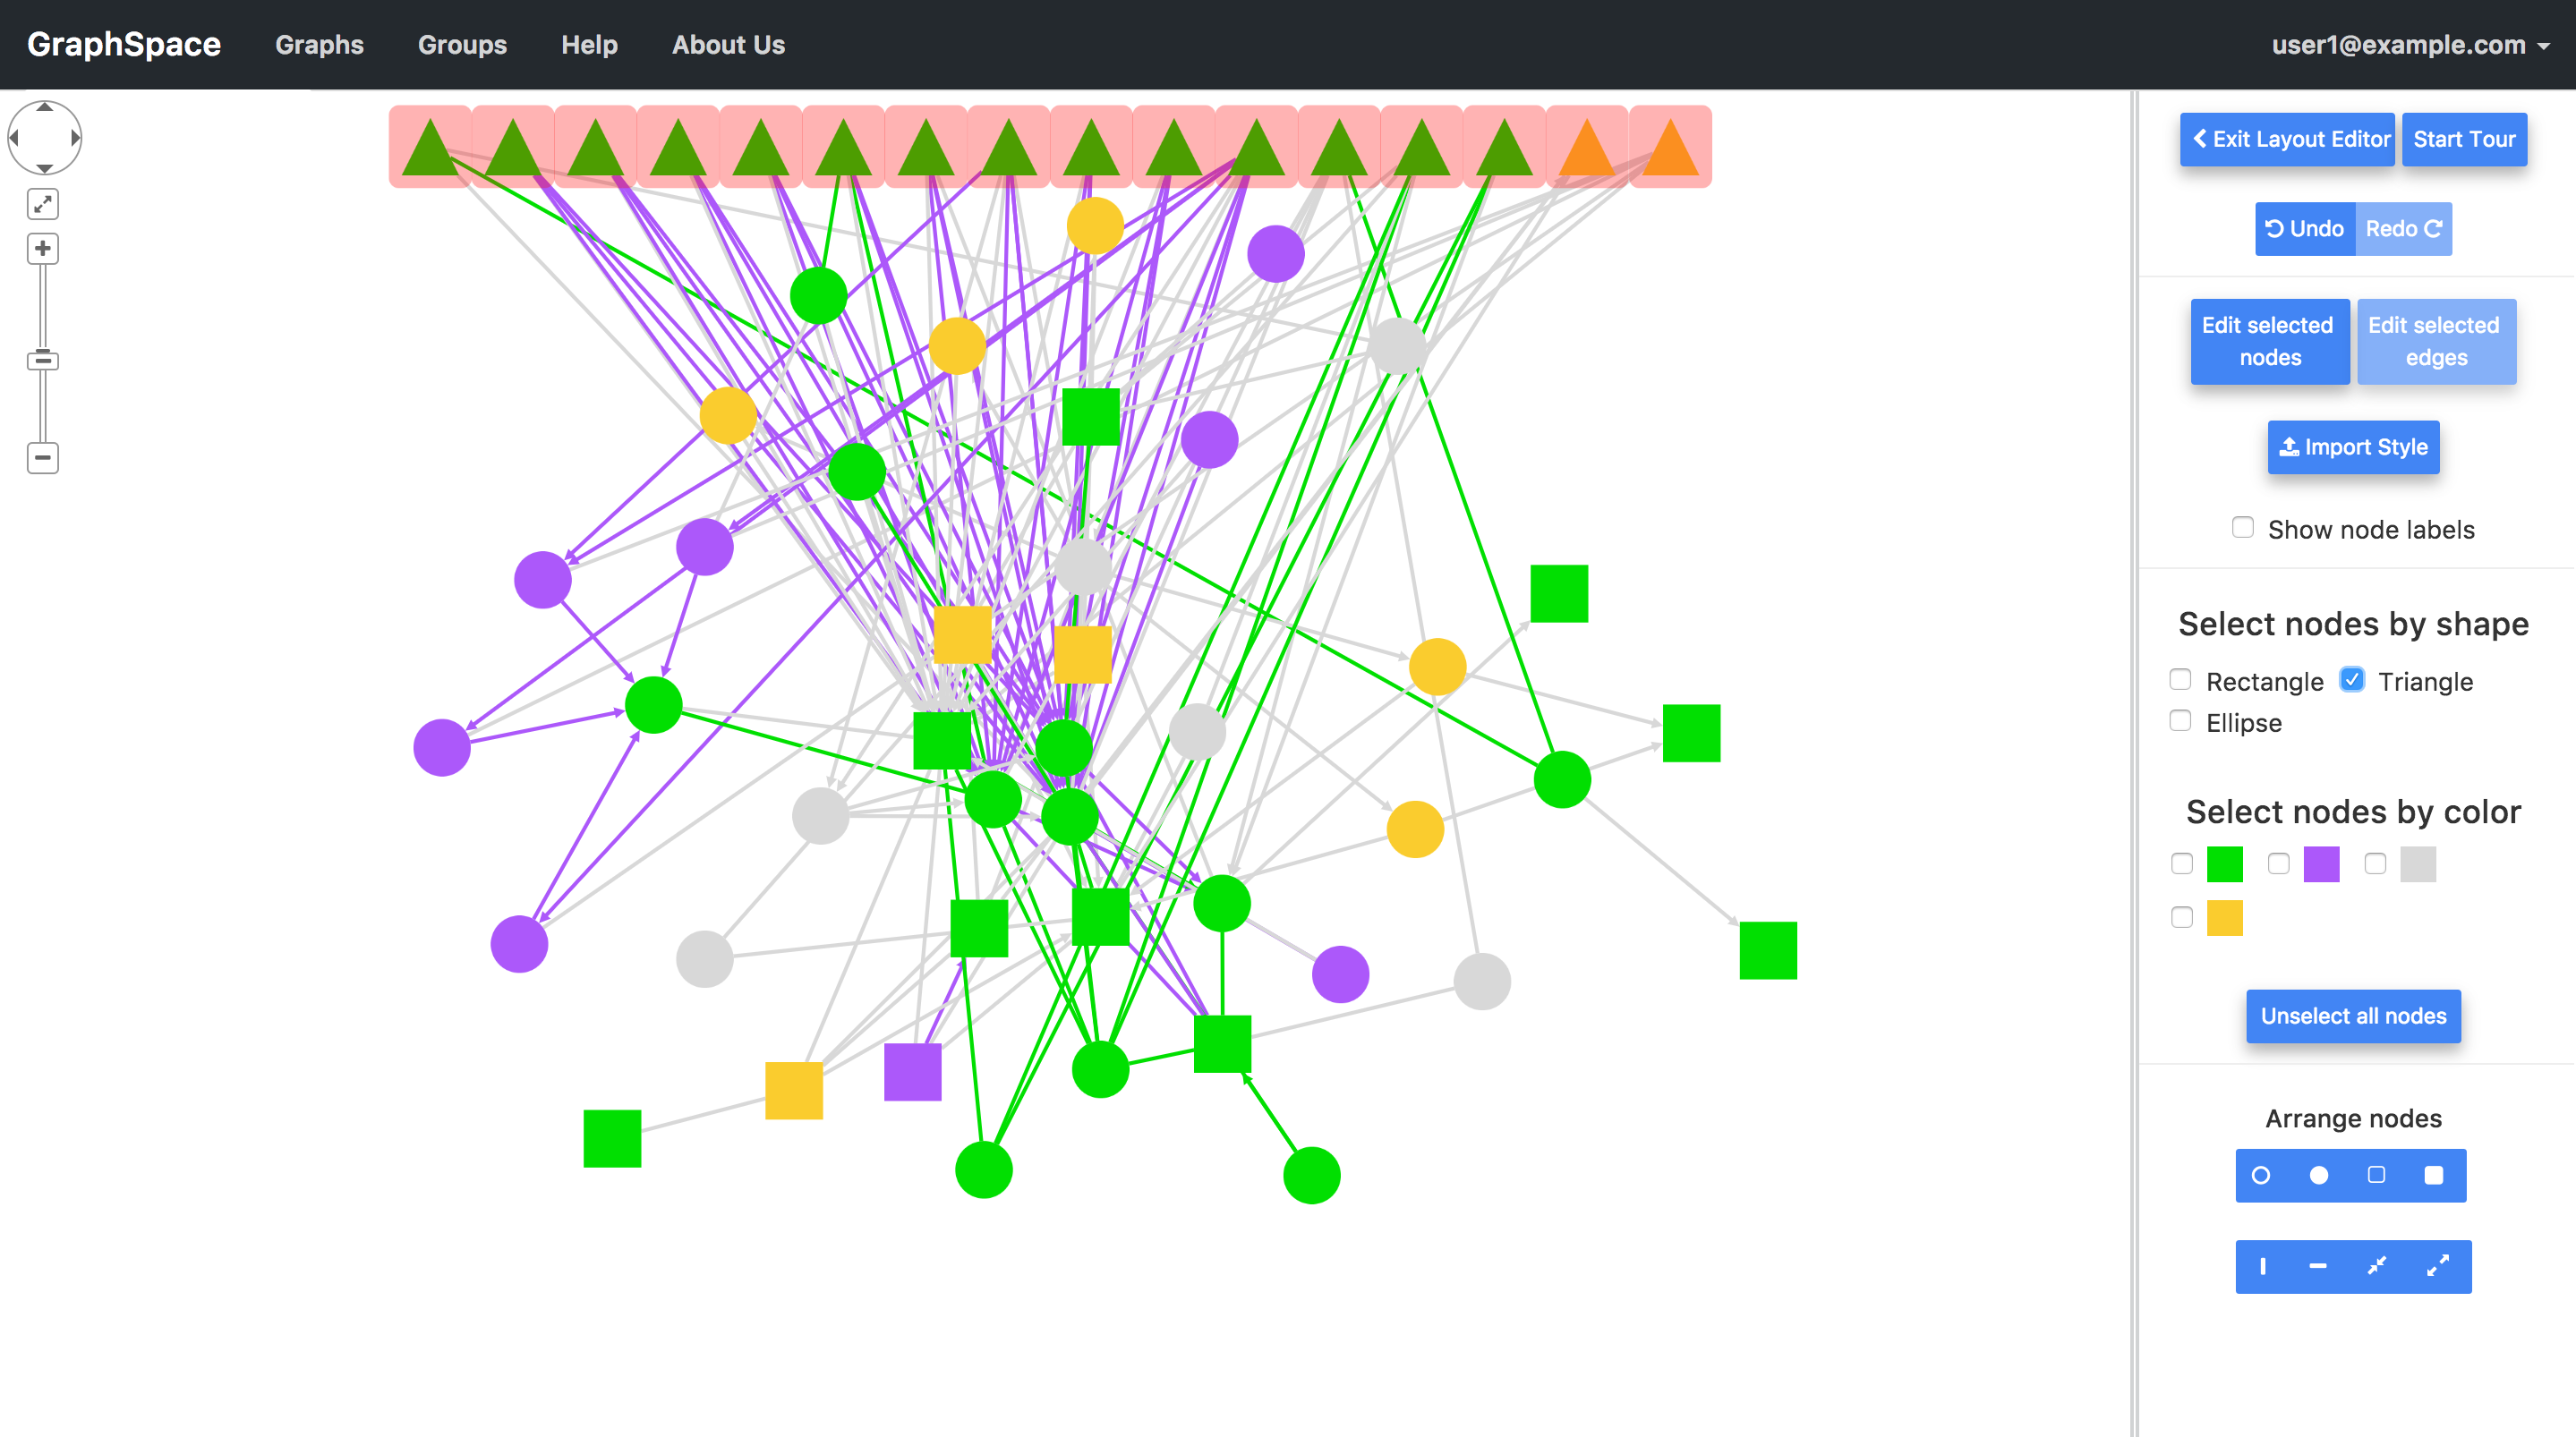 GraphSpace Graphs Groups Help About Us user1@example.com
Exit Layout Editor Start Tour
Undo Redo
Edit selected nodes Edit selected edges
Import Style
Show node labels
Select nodes by shape
Rectangle Triangle
Ellipse
Select nodes by color
Unselect all nodes
Arrange nodes